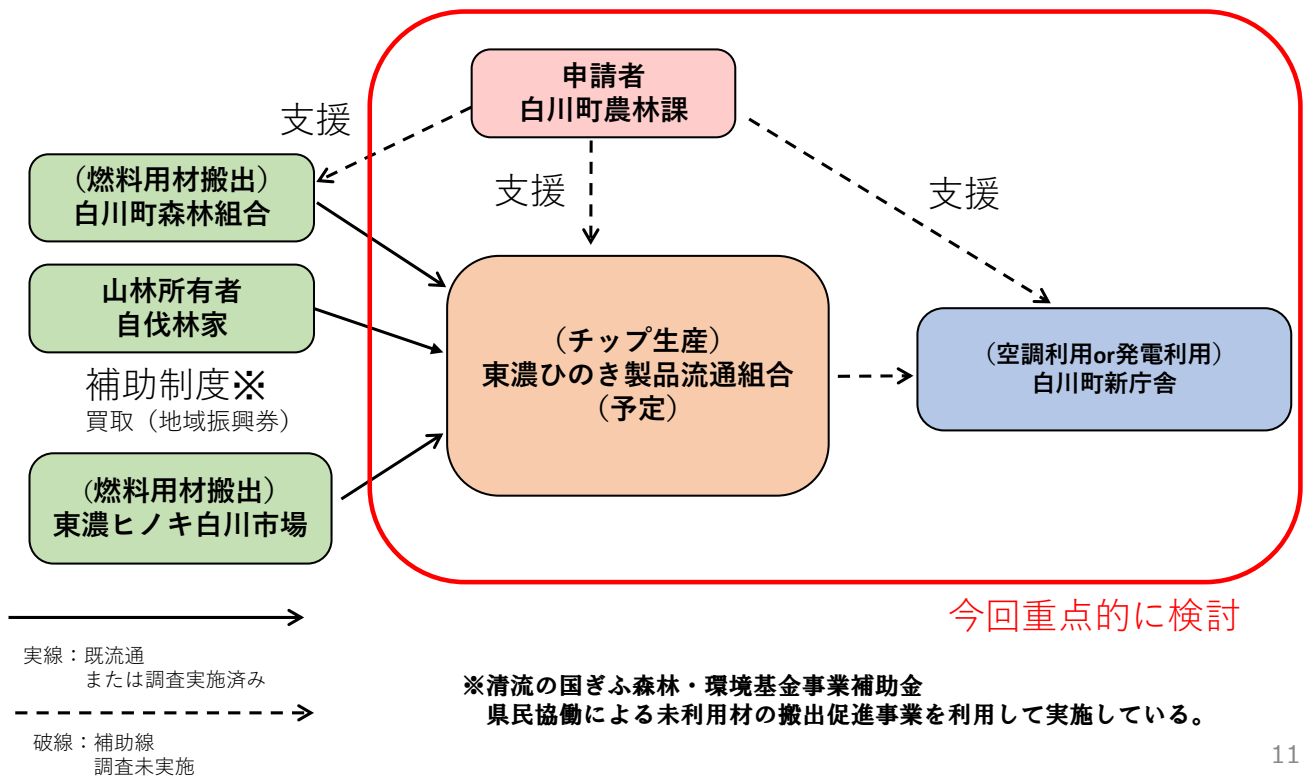 申請者
白川町農林課
支援
支援
支援
（燃料用材搬出）
白川町森林組合
山林所有者
自伐林家
補助制度※
買取（地域振興券）
（燃料用材搬出）
東濃ヒノキ白川市場
（チップ生産）
東濃ひのき製品流通組合
（予定）
（空調利用or発電利用）
白川町新庁舎
今回重点的に検討
実線：既流通
または調査実施済み
破線：補助線
調査未実施
※清流の国ぎふ森林・環境基金事業補助金
県民協働による未利用材の搬出促進事業を利用して実施している。
11